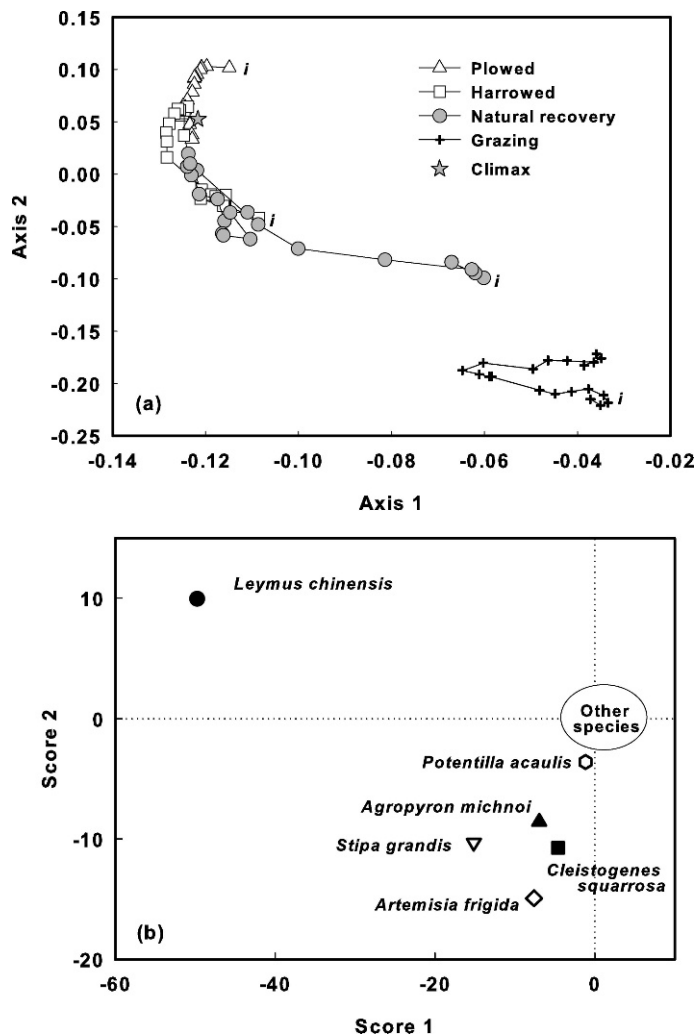 0.15
0.10
0.05
0.00
-0.05
-0.10
-0.15
-0.20
-0.25
Axis 2
i
Plowed
Harrowed
Natural recovery
Grazing
Climax
i
i
i
(a)
-0.14
-0.12
-0.10
-0.08
-0.06
-0.04
-0.02
Axis 1
10
0
-10
-20
Score 2
Leymus chinensis
Other
species
Potentilla acaulis
Agropyron michnoi
Stipa grandis
Cleistogenes
squarrosa
Artemisia frigida
(b)
-60
-40
-20
0
Score 1